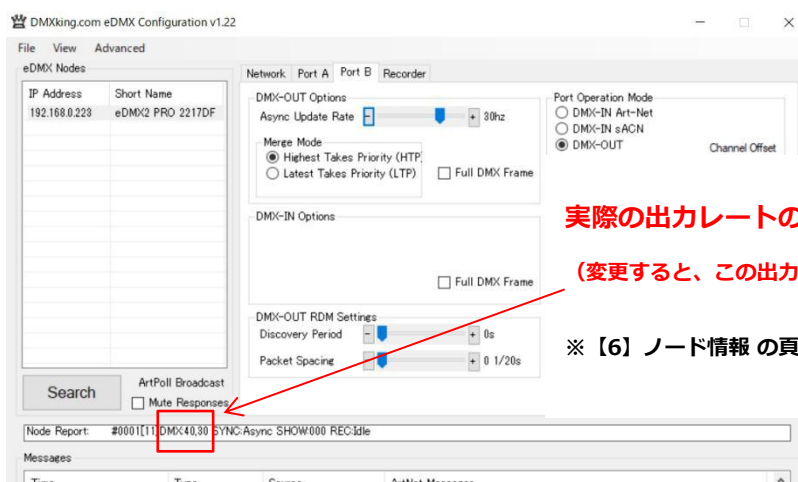 DMXking.com eDMX Configuration v1.22
File View Advanced
eDMX Nodes
IP Address Short Name
192.168.0.223 eDMX2 PRO 2217DF
Search
ArtPoll Broadcast
Mute Responses
Network Port A Port B Recorder
DMX-OUT Options
Async Update Rate - + 30hz
Merge Mode
Highest Takes Priority (HTP
Latest Takes Priority (LTP)
Full DMX Frame
DMX-IN Options
Full DMX Frame
DMX-OUT RDM Settings
Discovery Period - + 0s
Packet Spacing - + 0 1/20s
Port Operation Mode
DMX-IN Art-Net
DMX-IN sACN
DMX-OUT
Channel Offset
実際の出力レートの
（変更すると、この出力
※【6】ノード情報 の頁
Node Report: #0001[11]DMX:40,30 SYNC:Async SHOW:000 REC:Idle
Messages